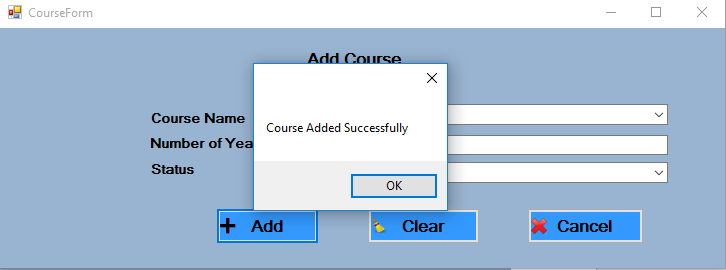 CourseForm
Add Course
Course Name
Course Added Successfully
Number of Yea
Status
OK
Add
Clear
Cancel